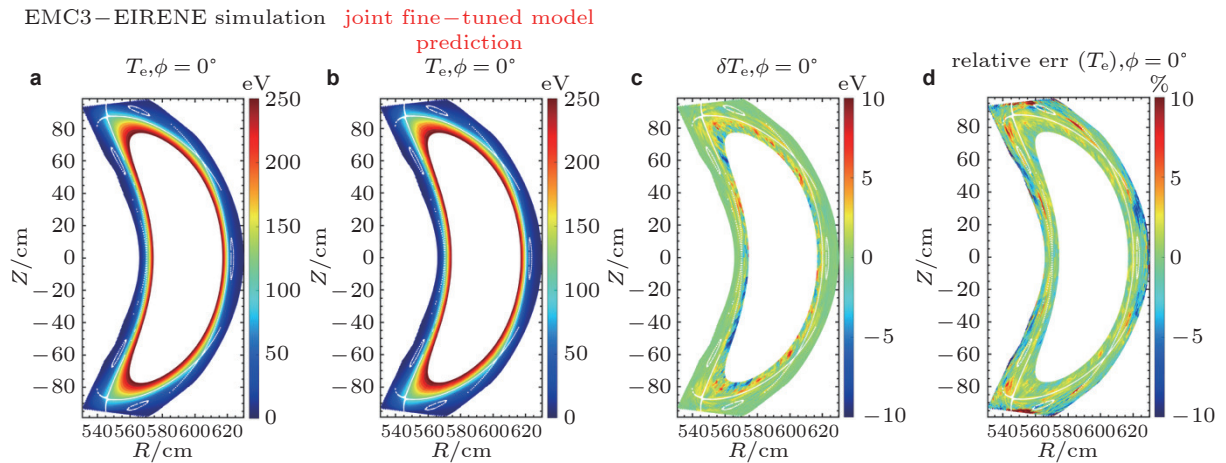 EMC3−EIRENE simulation
joint fine−tuned model
prediction
a
Tₑ,ϕ = 0°
eV
250
200
150
100
50
0
80
60
40
20
0
−20
−40
−60
−80
Z/cm
540560580600620
R/cm
b
Tₑ,ϕ = 0°
eV
250
200
150
100
50
0
80
60
40
20
0
−20
−40
−60
−80
Z/cm
540560580600620
R/cm
c
δTₑ,ϕ = 0°
eV
10
5
0
−5
−10
80
60
40
20
0
−20
−40
−60
−80
Z/cm
540560580600620
R/cm
d
relative err (Tₑ),ϕ = 0°
%
10
5
0
−5
−10
80
60
40
20
0
−20
−40
−60
−80
Z/cm
540560580600620
R/cm